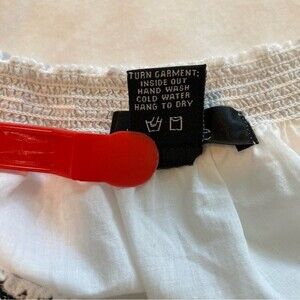 TURN GARMENT:
INSIDE OUT
HAND WASH
COLD WATER
HANG TO DRY